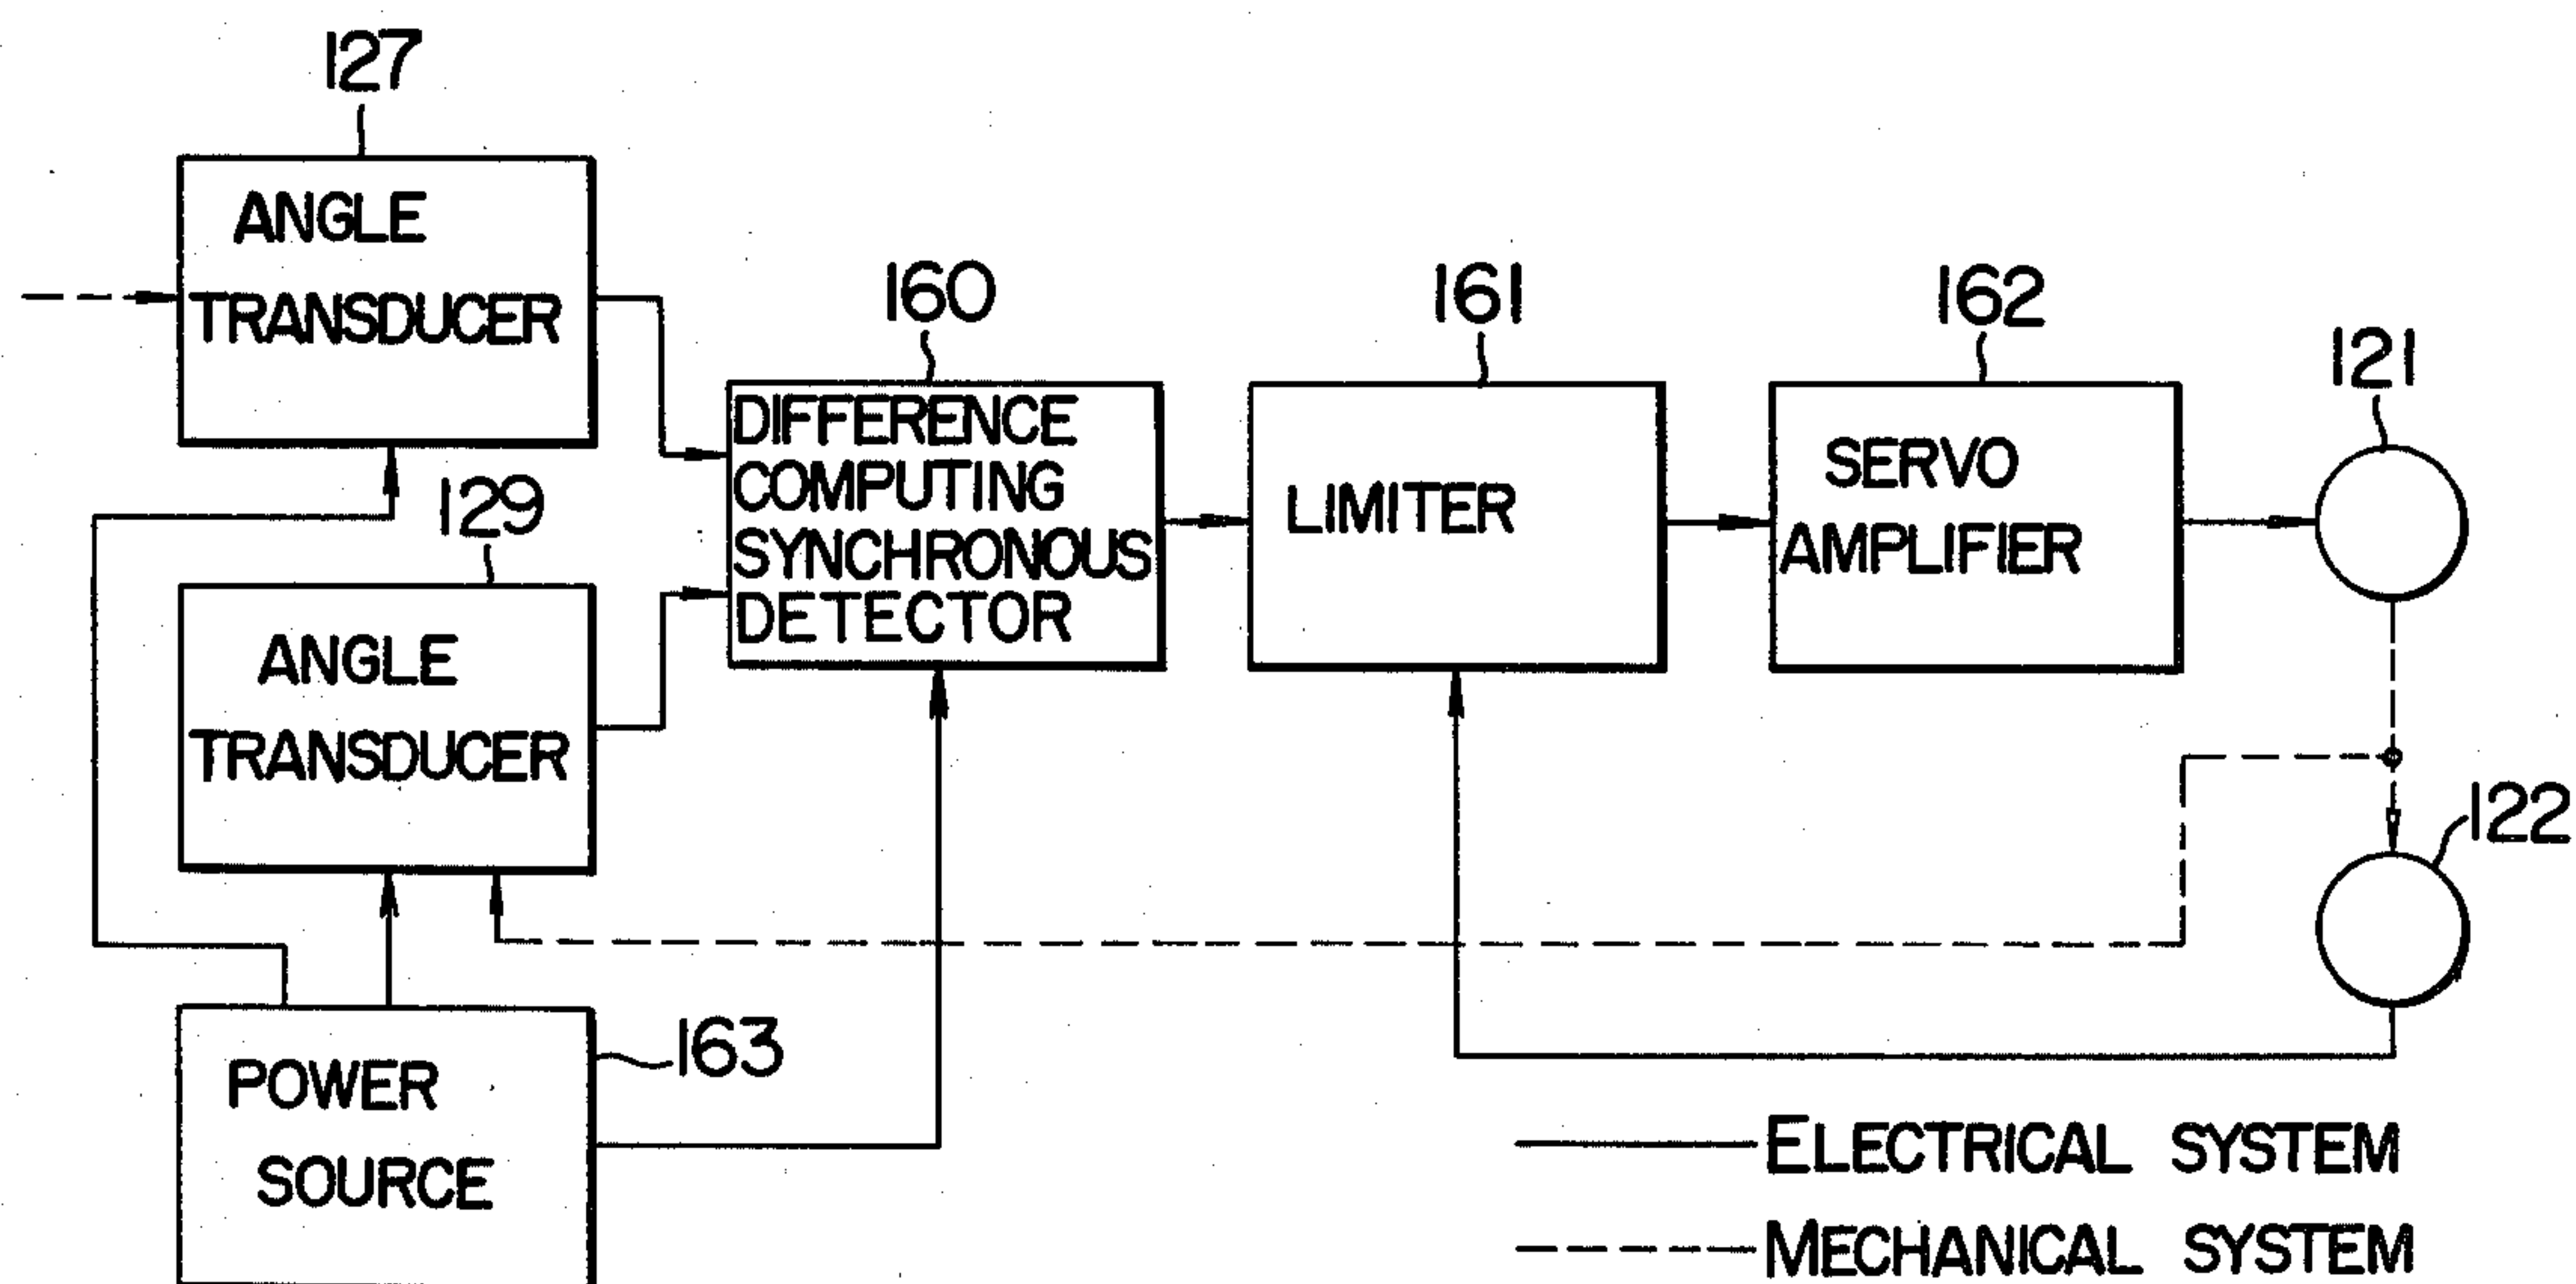 127
ANGLE
TRANSDUCER
129
ANGLE
TRANSDUCER
160
DIFFERENCE
COMPUTING
SYNCHRONOUS
DETECTOR
161
LIMITER
162
SERVO
AMPLIFIER
121
122
163
POWER
SOURCE
ELECTRICAL SYSTEM
MECHANICAL SYSTEM